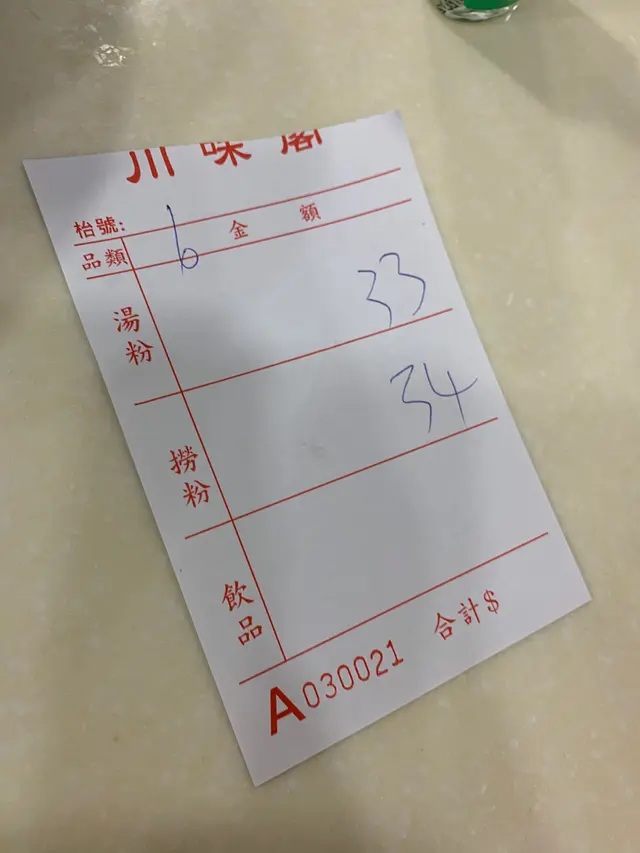 川味閣
枱號: 6
品類 金額
湯粉 33
撈粉 34
飲品
A030021 合計$